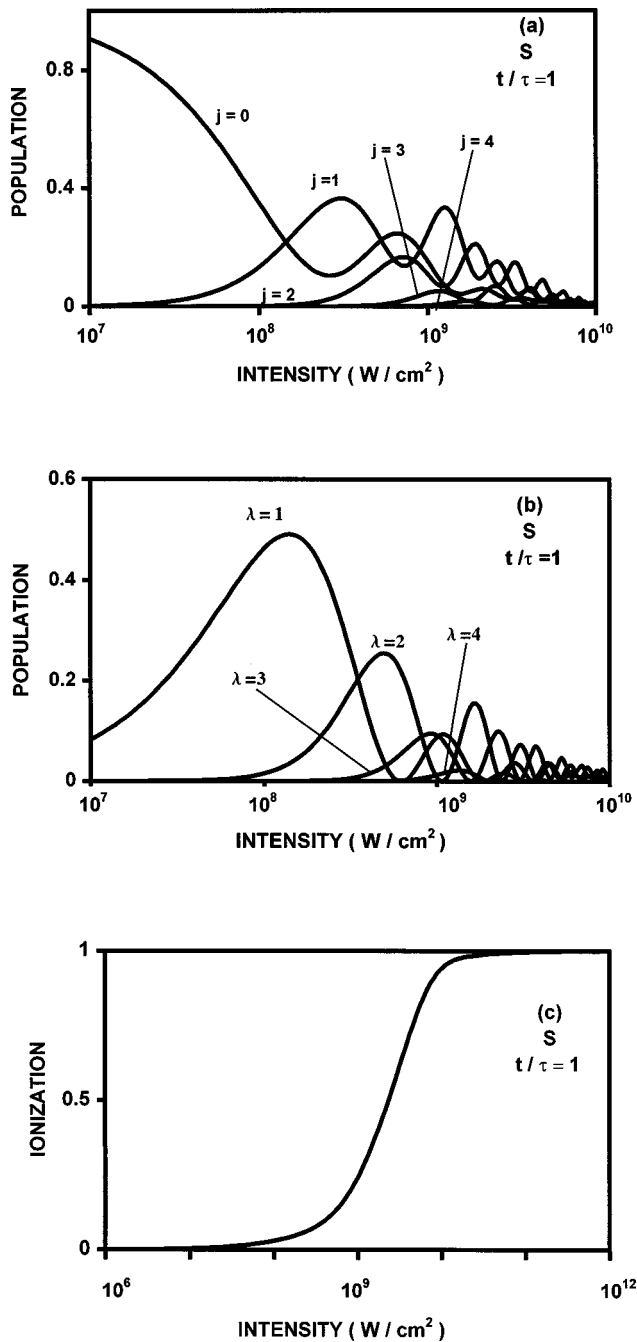 (a)
S
t / τ =1
0.8
0.4
0
POPULATION
j = 0
j =1
j = 2
j = 3
j = 4
10^7
10^8
10^9
10^10
INTENSITY ( W / cm^2 )
0.6
0.4
0.2
0
POPULATION
(b)
S
t /τ =1
λ = 1
λ=2
λ=3
λ=4
10^7
10^8
10^9
10^10
INTENSITY ( W / cm^2 )
1
0.5
0
IONIZATION
(c)
S
t / τ = 1
10^6
10^9
10^12
INTENSITY ( W / cm^2 )